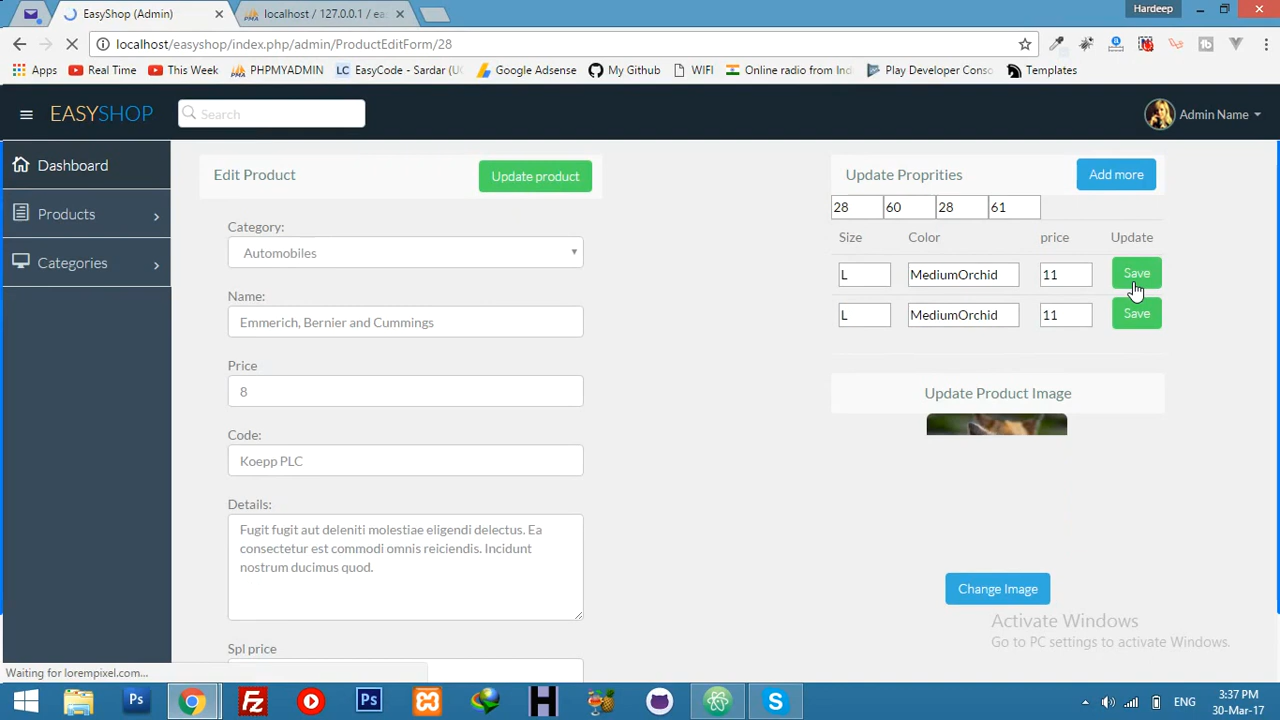 Hardeep
EasyShop (Admin)
localhost / 127.0.0.1 / ea
localhost/easyshop/index.php/admin/ProductEditForm/28
Apps Real Time This Week PHPMYADMIN EasyCode - Sardar (UC Google Adsense My Github WIFI Online radio from Ind Play Developer Conso Templates
EASYSHOP Search Admin Name
Dashboard
Products
Categories
Edit Product Update product
Category:
Automobiles
Name:
Emmerich, Bernier and Cummings
Price
8
Code:
Koepp PLC
Details:
Fugit fugit aut deleniti molestiae eligendi delectus. Ea
consectetur est commodi omnis reiciendis. Incidunt
nostrum ducimus quod.
Spl price
Update Proprities Add more
28 60 28 61
Size Color price Update
L MediumOrchid 11 Save
L MediumOrchid 11 Save
Update Product Image
Change Image
Activate Windows
Go to PC settings to activate Windows.
Waiting for lorempixel.com...
ENG
3:37 PM
30-Mar-17